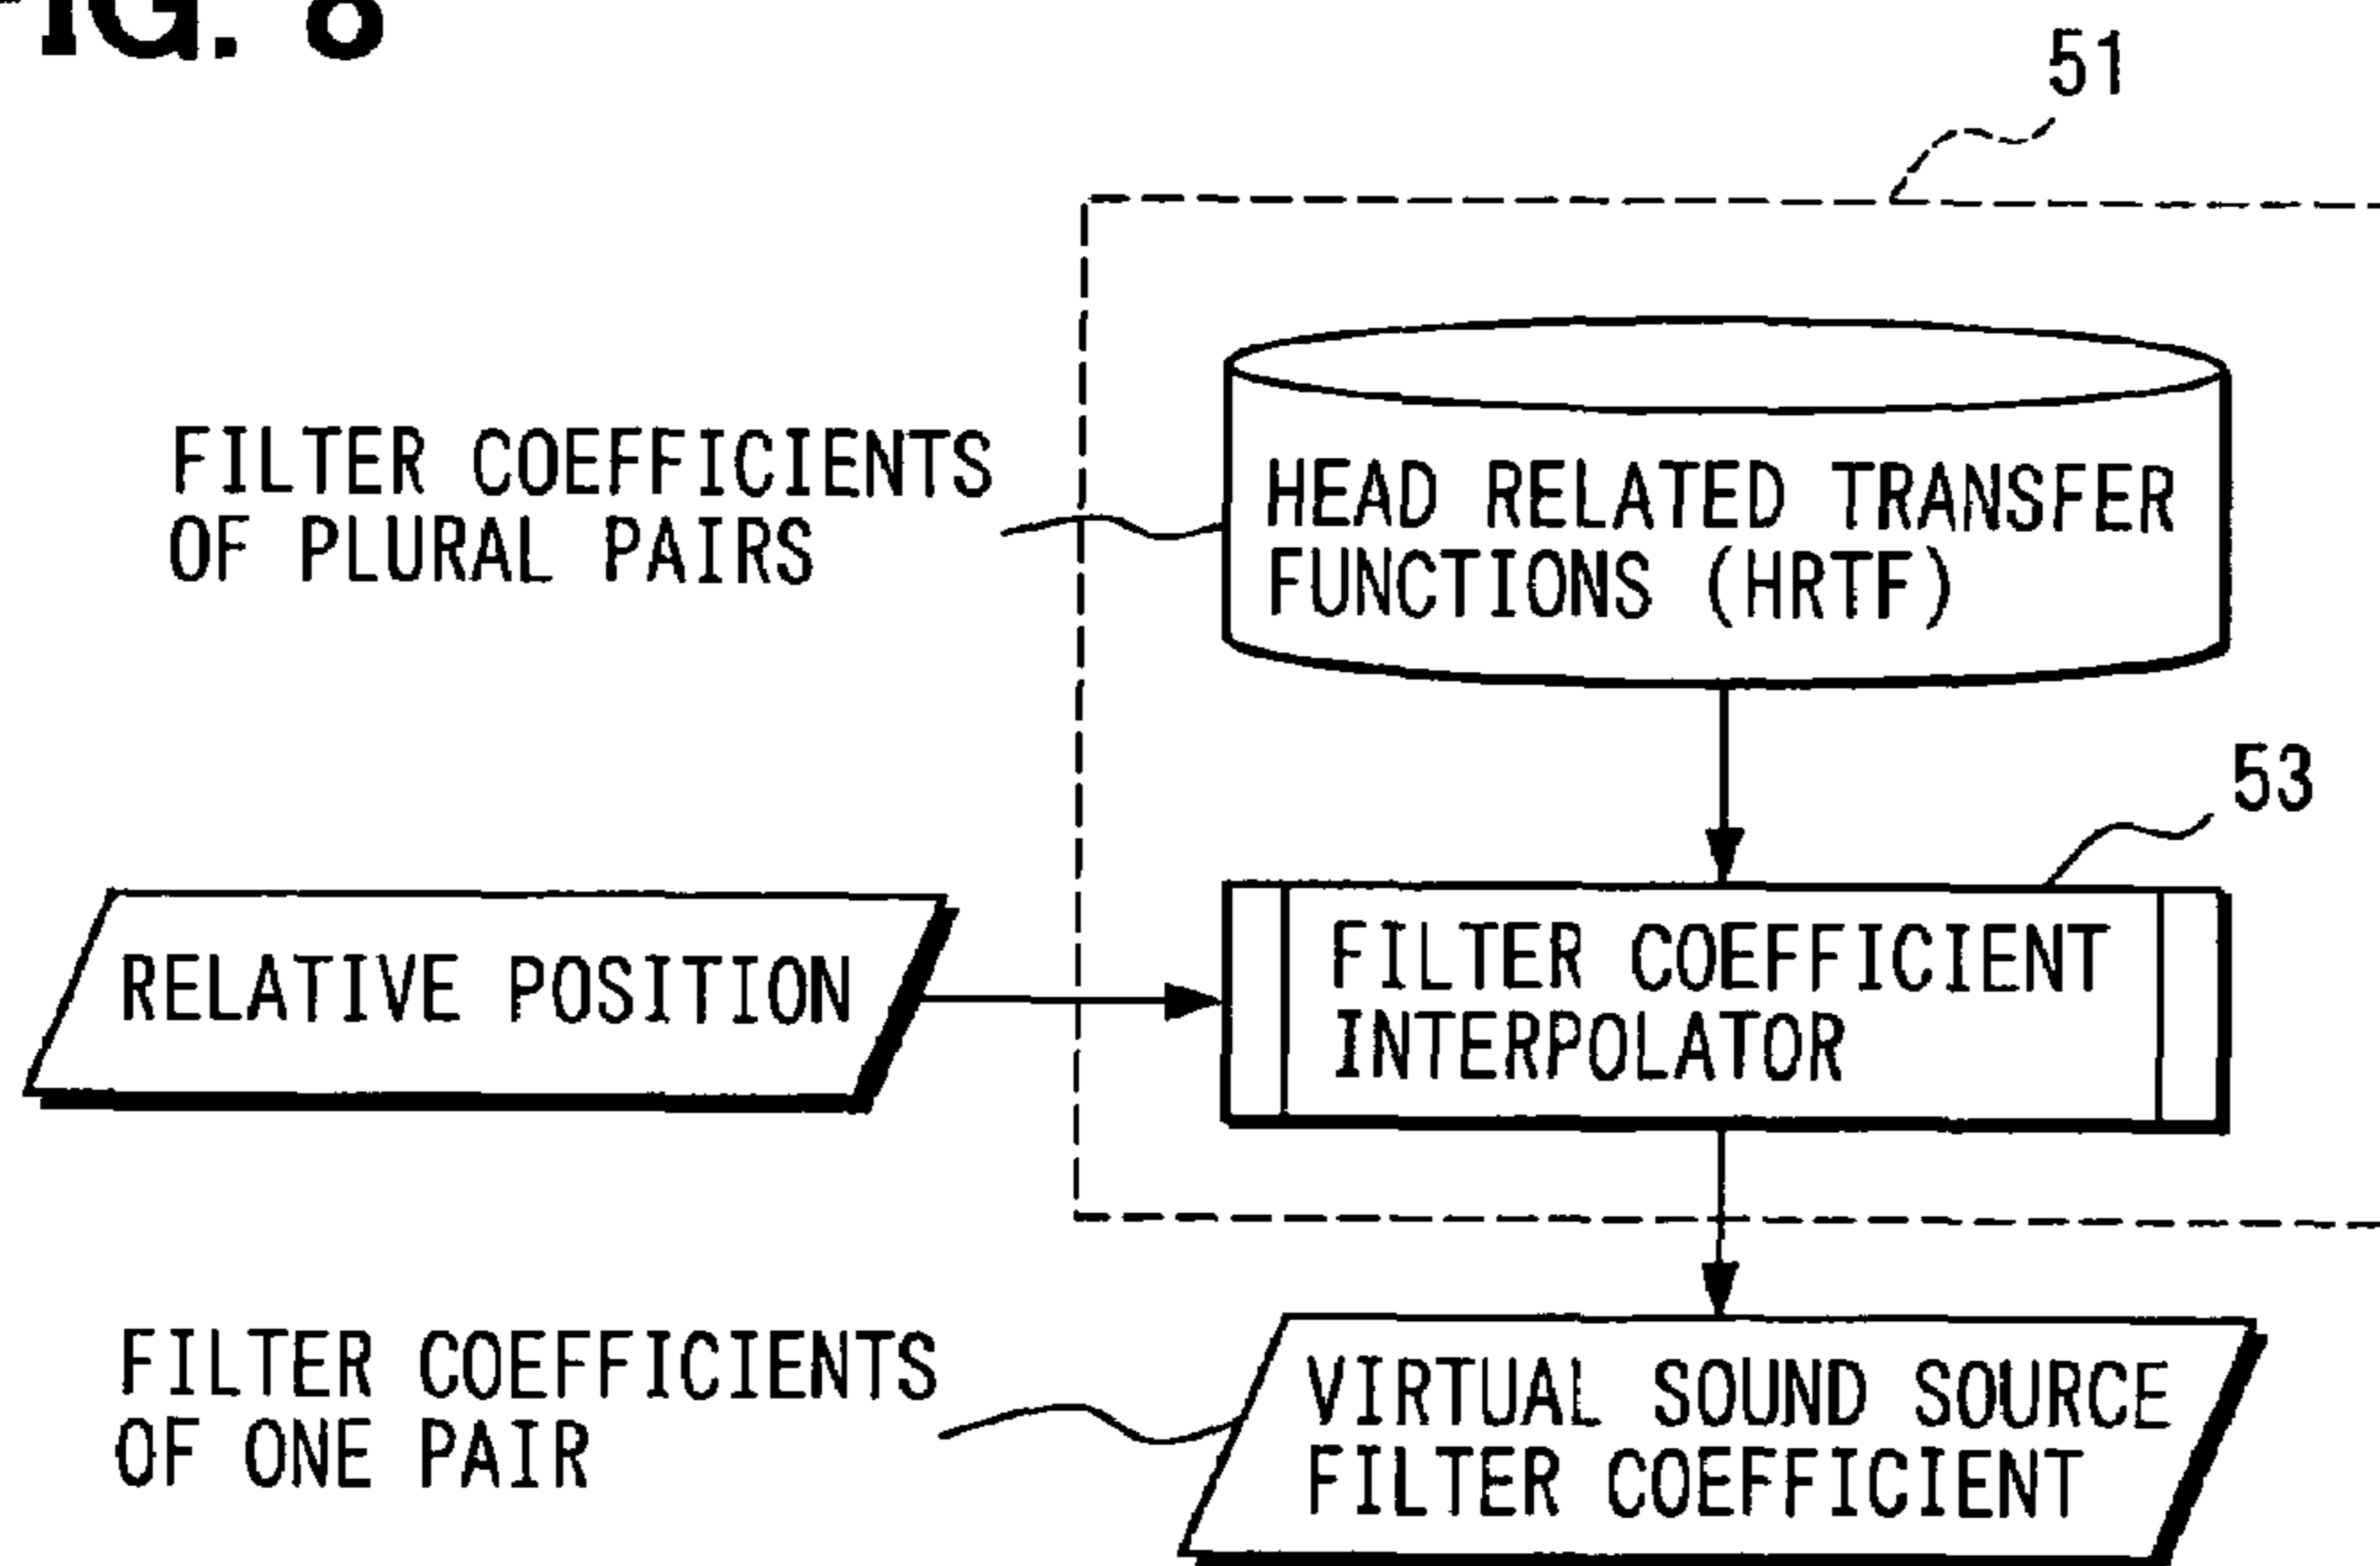 FIG. 8
51
FILTER COEFFICIENTS
OF PLURAL PAIRS
HEAD RELATED TRANSFER
FUNCTIONS (HRTF)
53
RELATIVE POSITION
FILTER COEFFICIENT
INTERPOLATOR
FILTER COEFFICIENTS
OF ONE PAIR
VIRTUAL SOUND SOURCE
FILTER COEFFICIENT